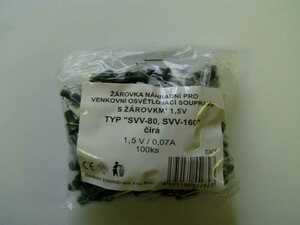 ŽÁROVKA NÁHRADNÍ PRO
VENKOVNÍ OSVĚTLOVACÍ SOUPRAVY
S ŽÁROVKMI 1,5V
TYP "SVV-80, SVV-160"
čirá
1,5 V / 0,07A
100ks
CE